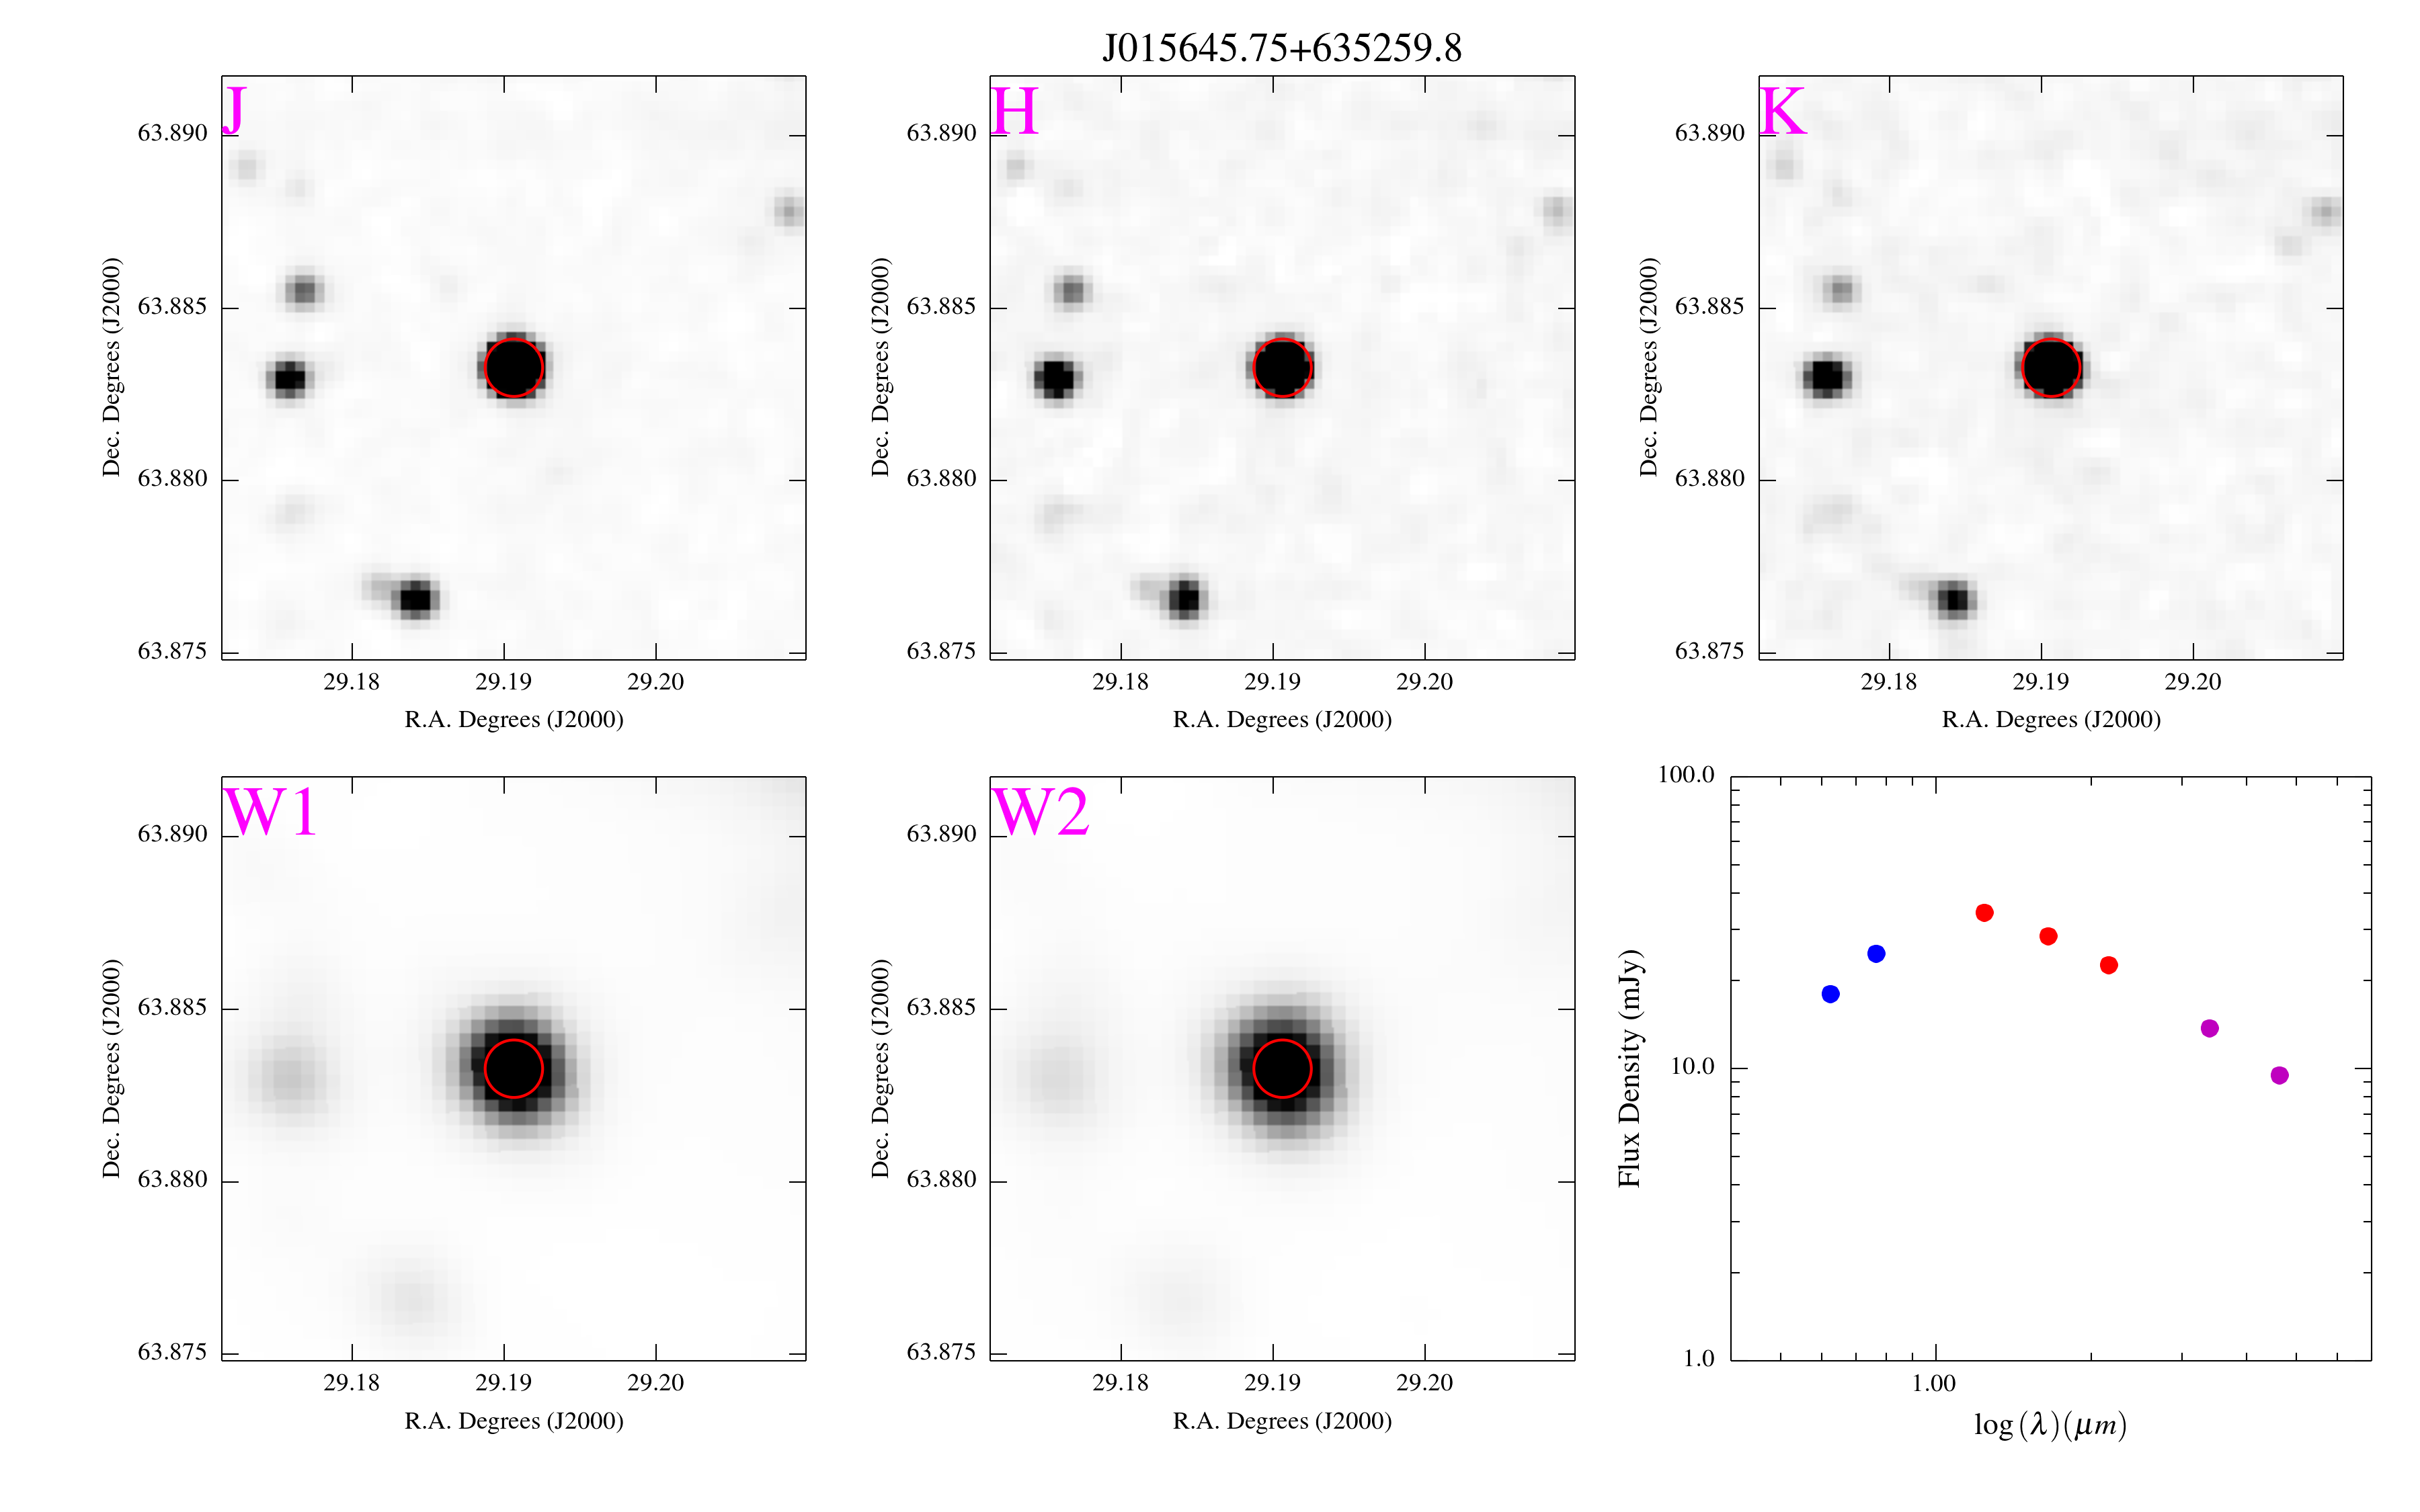 J015645.75+635259.8
J
63.890
63.885
63.880
63.875
Dec. Degrees (J2000)
29.18 29.19 29.20
R.A. Degrees (J2000)
H
63.890
63.885
63.880
63.875
Dec. Degrees (J2000)
29.18 29.19 29.20
R.A. Degrees (J2000)
K
63.890
63.885
63.880
63.875
Dec. Degrees (J2000)
29.18 29.19 29.20
R.A. Degrees (J2000)
W1
63.890
63.885
63.880
63.875
Dec. Degrees (J2000)
29.18 29.19 29.20
R.A. Degrees (J2000)
W2
63.890
63.885
63.880
63.875
Dec. Degrees (J2000)
29.18 29.19 29.20
R.A. Degrees (J2000)
100.0
10.0
1.0
Flux Density (mJy)
1.00
log(λ)(μm)